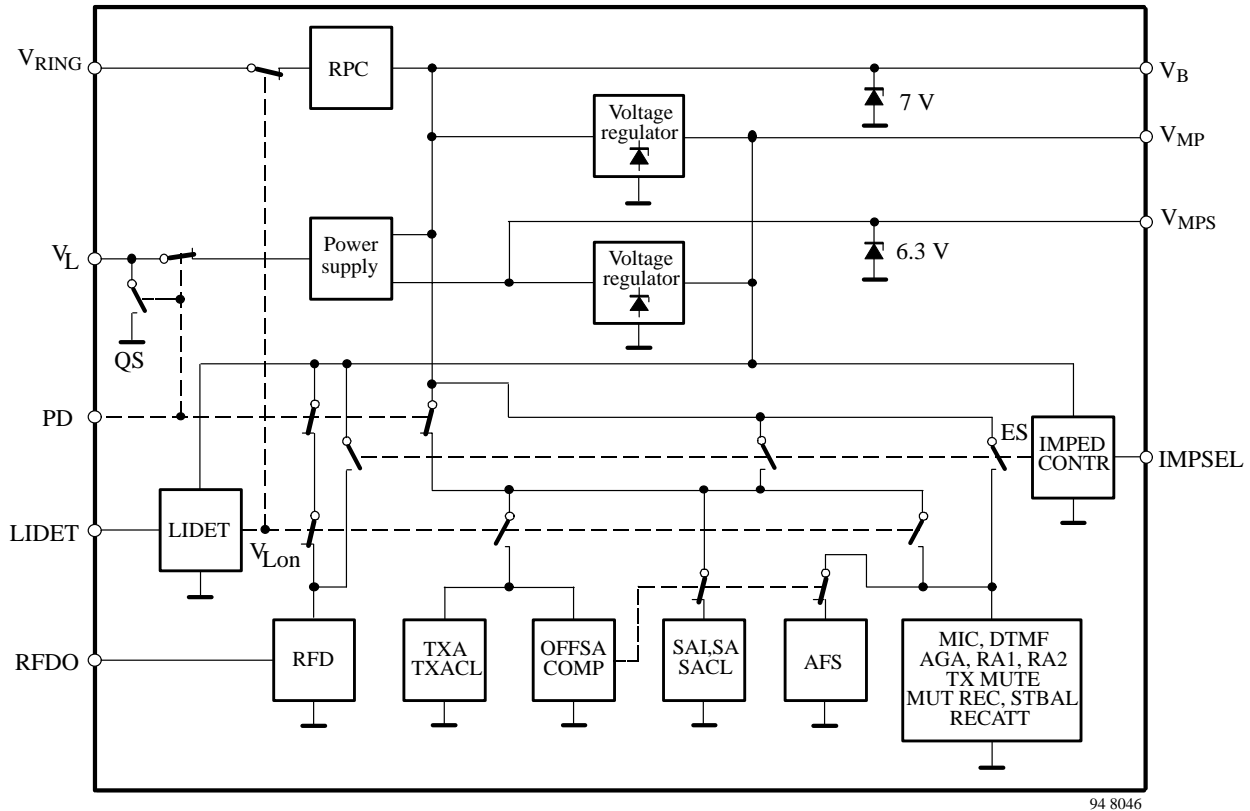 V_RING
RPC
V_B
7 V
Voltage
regulator
V_MP
V_MPS
V_L
Power
supply
Voltage
regulator
6.3 V
QS
PD
ES
IMPED
CONTR
IMPSEL
LIDET
LIDET
V_Lon
RFDO
RFD
TXA
TXACL
OFFSA
COMP
SAI,SA
SACL
AFS
MIC, DTMF
AGA, RA1, RA2
TX MUTE
MUT REC, STBAL
RECATT
94 8046